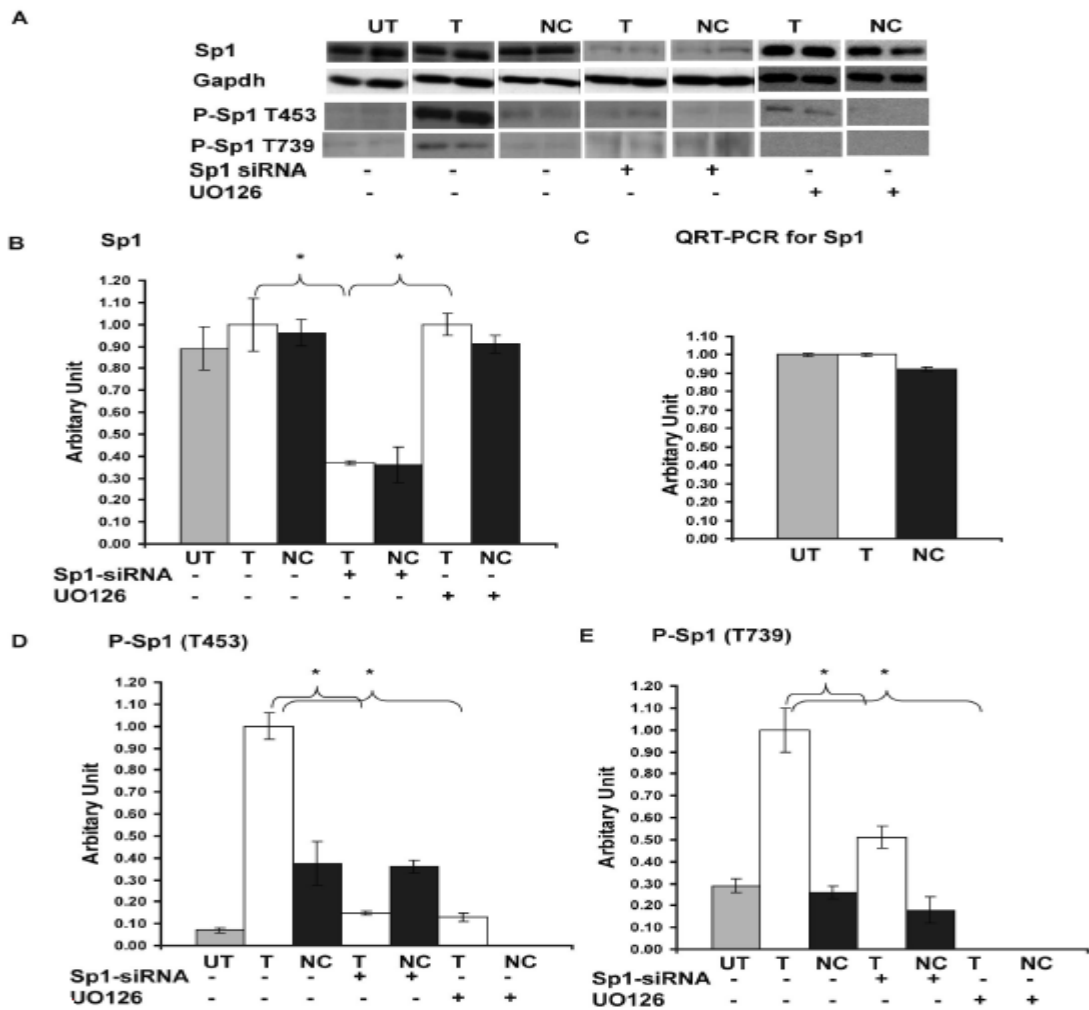 A
UT T NC T NC T NC
Sp1
Gapdh
P-Sp1 T453
P-Sp1 T739
Sp1 siRNA - - - + + - -
UO126 - - - - - + +
B Sp1
* *
Arbitary Unit
1.20
1.10
1.00
0.90
0.80
0.70
0.60
0.50
0.40
0.30
0.20
0.10
0.00
UT T NC T NC T NC
Sp1-siRNA - - - + + - -
UO126 - - - - - + +
C QRT-PCR for Sp1
Arbitary Unit
1.10
1.00
0.90
0.80
0.70
0.60
0.50
0.40
0.30
0.20
0.10
0.00
UT T NC
D P-Sp1 (T453)
* *
Arbitary Unit
1.20
1.10
1.00
0.90
0.80
0.70
0.60
0.50
0.40
0.30
0.20
0.10
0.00
UT T NC T NC T NC
Sp1-siRNA - - - + + - -
UO126 - - - - - + +
E P-Sp1 (T739)
* *
Arbitary Unit
1.20
1.10
1.00
0.90
0.80
0.70
0.60
0.50
0.40
0.30
0.20
0.10
0.00
UT T NC T NC T NC
Sp1-siRNA - - - + + - -
UO126 - - - - - + +